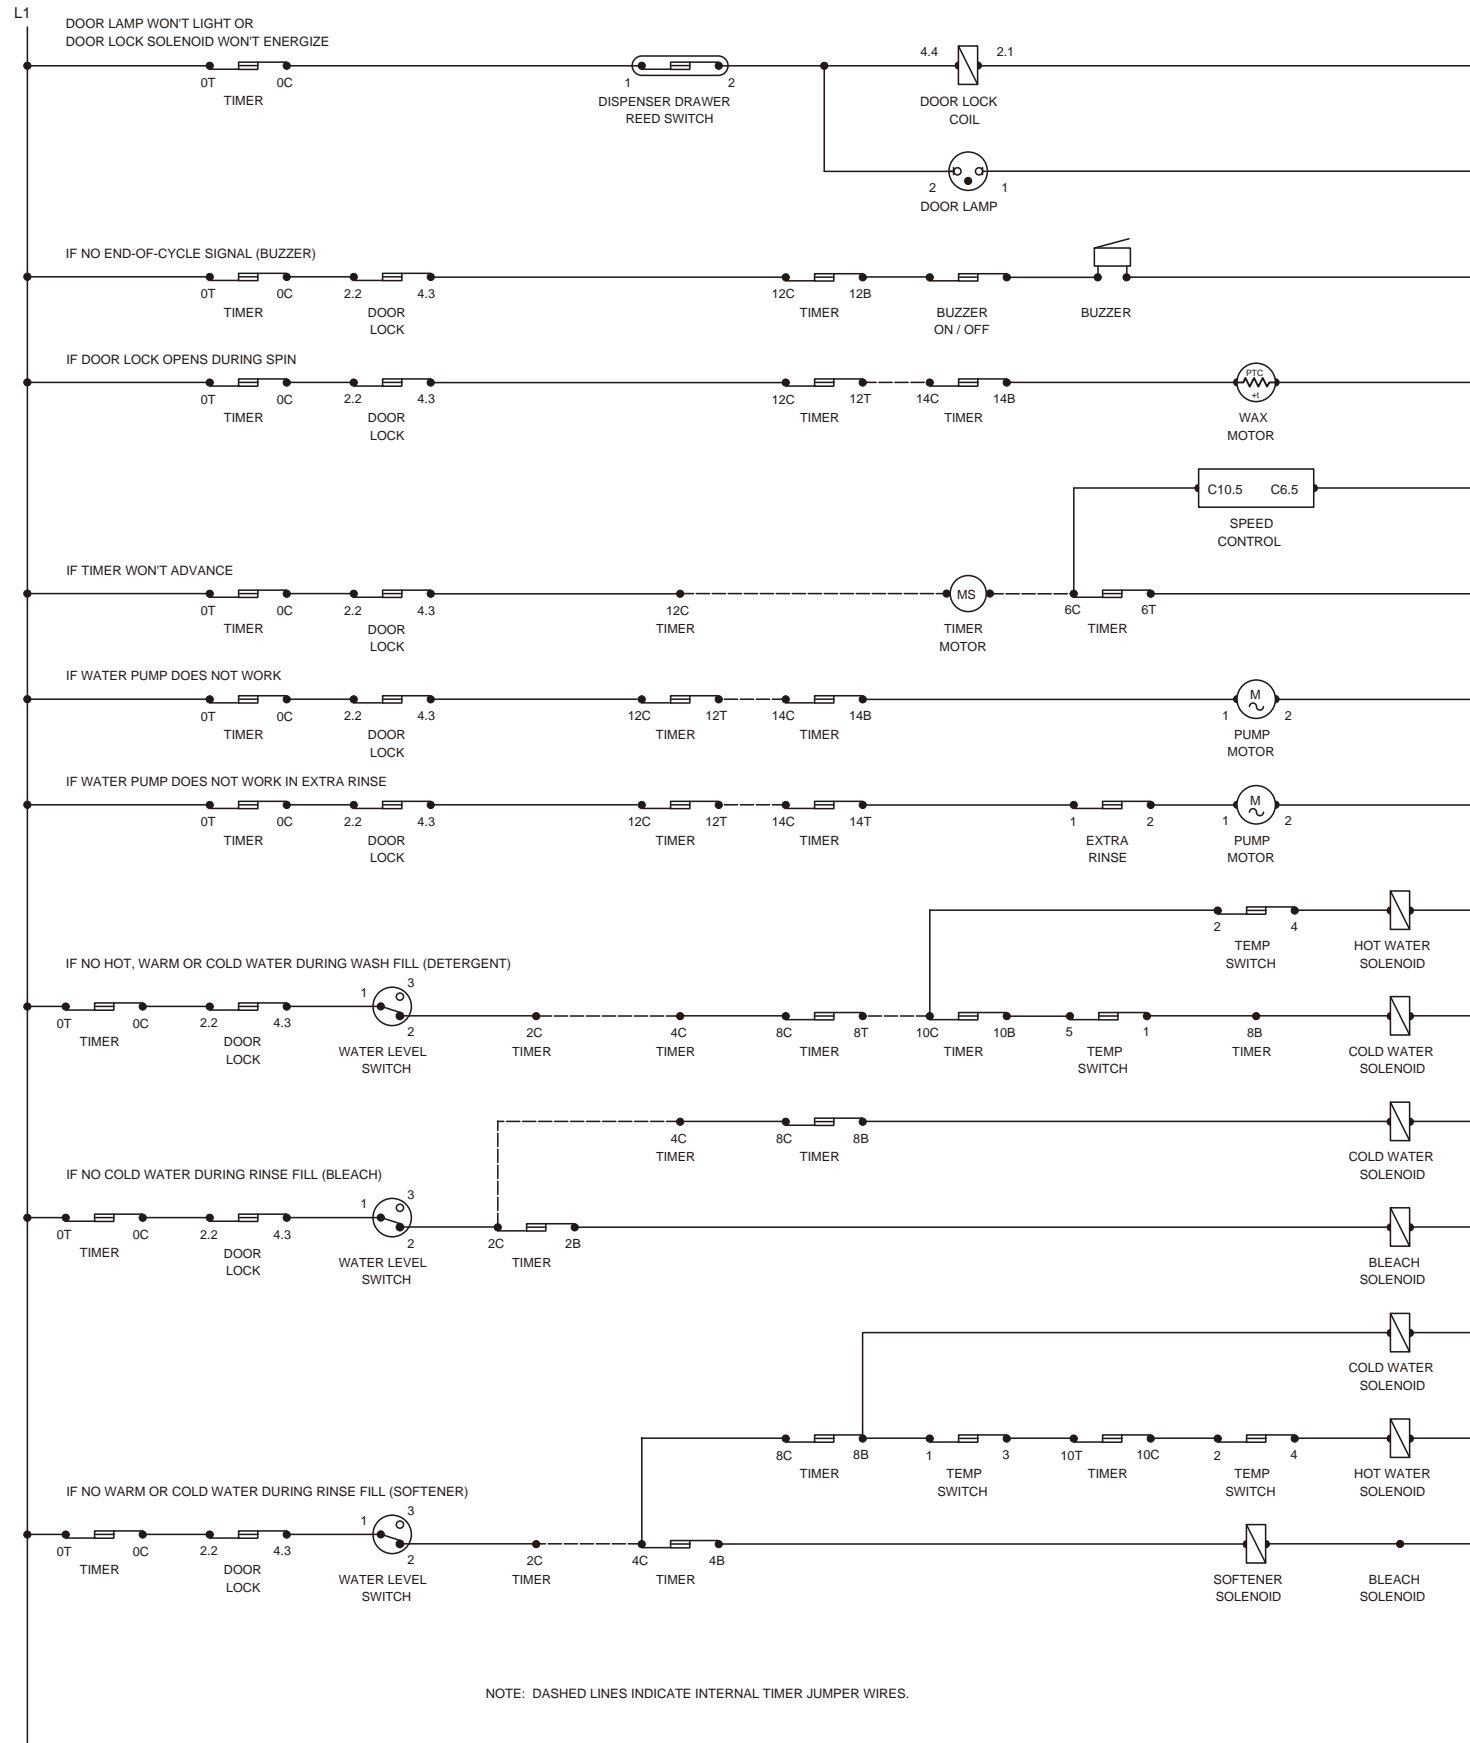 L1
DOOR LAMP WON'T LIGHT OR
DOOR LOCK SOLENOID WON'T ENERGIZE
4.4 2.1
0T 0C 1 2
TIMER DISPENSER DRAWER DOOR LOCK
REED SWITCH COIL
2 1
DOOR LAMP
IF NO END-OF-CYCLE SIGNAL (BUZZER)
0T 0C 2.2 4.3 12C 12B
TIMER DOOR TIMER BUZZER BUZZER
LOCK ON / OFF
IF DOOR LOCK OPENS DURING SPIN
PTC
+t
0T 0C 2.2 4.3 12C 12T 14C 14B
TIMER DOOR TIMER TIMER WAX
LOCK MOTOR
C10.5 C6.5
SPEED
CONTROL
IF TIMER WON'T ADVANCE
MS
0T 0C 2.2 4.3 12C 6C 6T
TIMER DOOR TIMER TIMER TIMER
LOCK MOTOR
IF WATER PUMP DOES NOT WORK
M
0T 0C 2.2 4.3 12C 12T 14C 14B 1 2
TIMER DOOR TIMER TIMER PUMP
LOCK MOTOR
IF WATER PUMP DOES NOT WORK IN EXTRA RINSE
M
0T 0C 2.2 4.3 12C 12T 14C 14T 1 2 1 2
TIMER DOOR TIMER TIMER EXTRA PUMP
LOCK RINSE MOTOR
2 4
TEMP HOT WATER
SWITCH SOLENOID
IF NO HOT, WARM OR COLD WATER DURING WASH FILL (DETERGENT)
1 3
0T 0C 2.2 4.3 2 2C 4C 8C 8T 10C 10B 5 1 8B
TIMER DOOR WATER LEVEL TIMER TIMER TIMER TIMER TEMP TIMER COLD WATER
LOCK SWITCH SWITCH SOLENOID
4C 8C 8B
TIMER TIMER COLD WATER
SOLENOID
IF NO COLD WATER DURING RINSE FILL (BLEACH)
1 3
0T 0C 2.2 4.3 2 2C 2B
TIMER DOOR WATER LEVEL TIMER BLEACH
LOCK SWITCH SOLENOID
COLD WATER
SOLENOID
8C 8B 1 3 10T 10C 2 4
TIMER TEMP TIMER TEMP HOT WATER
SWITCH SWITCH SOLENOID
IF NO WARM OR COLD WATER DURING RINSE FILL (SOFTENER)
1 3
0T 0C 2.2 4.3 2 2C 4C 4B
TIMER DOOR WATER LEVEL TIMER TIMER SOFTENER BLEACH
LOCK SWITCH SOLENOID SOLENOID
NOTE: DASHED LINES INDICATE INTERNAL TIMER JUMPER WIRES.